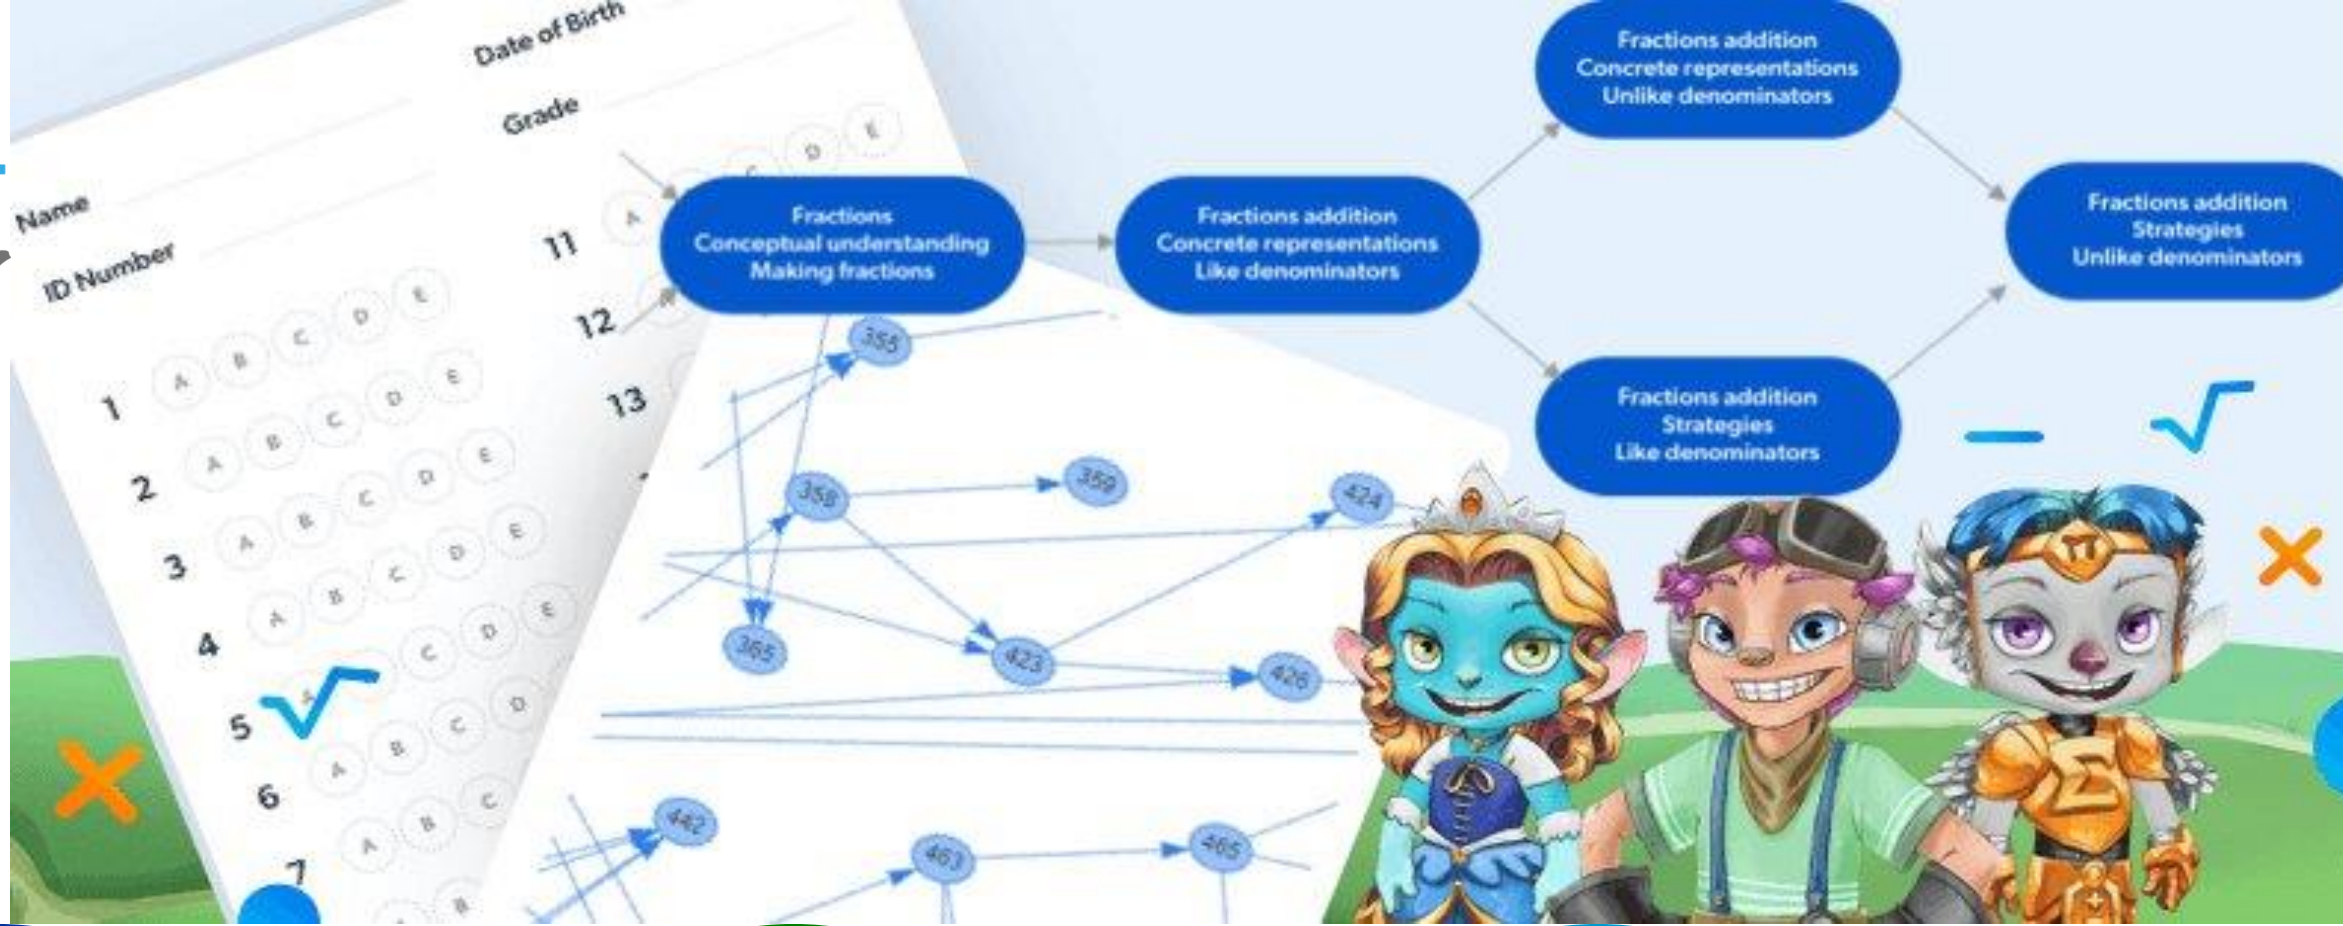 Date of Birth
Grade
Name
ID Number
1 A B C D E
2 A B C D E
3 A B C D E
4 A B C D E
5 A C D E
6 A B C D
7 A B C
A B
11 A C D E
12 A
13
Fractions
Conceptual understanding
Making fractions
Fractions addition
Concrete representations
Like denominators
Fractions addition
Concrete representations
Unlike denominators
Fractions addition
Strategies
Like denominators
Fractions addition
Strategies
Unlike denominators
355
358
359
424
365
423
426
442
463
465
π
Σ